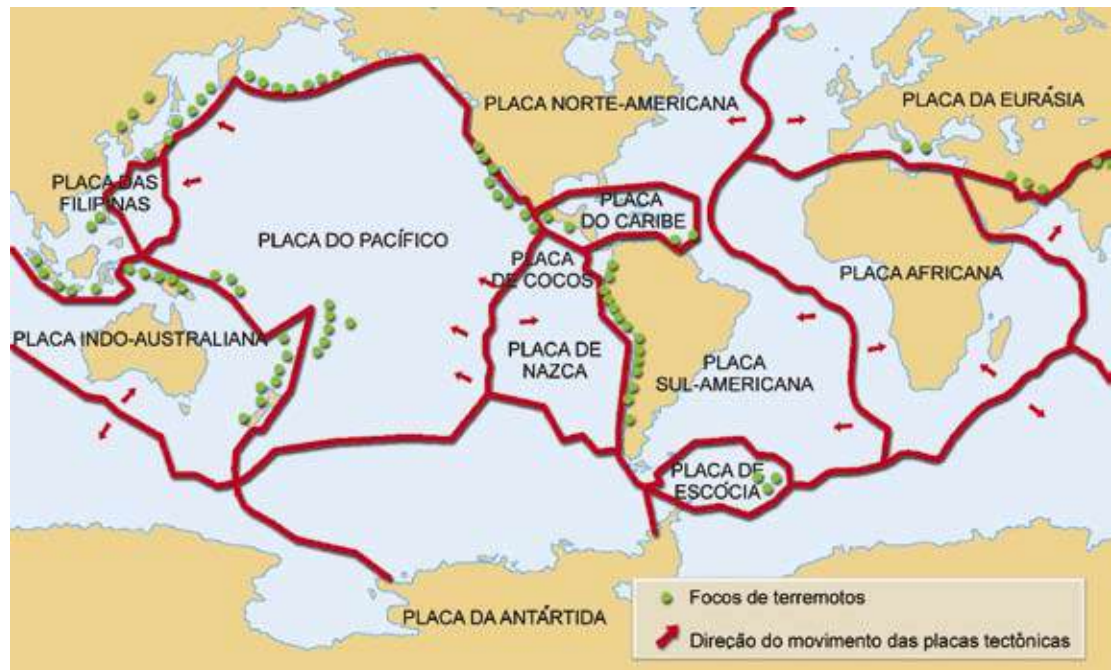 PLACA NORTE-AMERICANA
PLACA DA EURÁSIA
PLACA DAS
FILIPINAS
PLACA
DO CARIBE
PLACA DO PACÍFICO
PLACA
DE COCOS
PLACA AFRICANA
PLACA INDO-AUSTRALIANA
PLACA DE
NAZCA
PLACA
SUL-AMERICANA
PLACA DE
ESCÓCIA
PLACA DA ANTÁRTIDA
Focos de terremotos
Direção do movimento das placas tectônicas